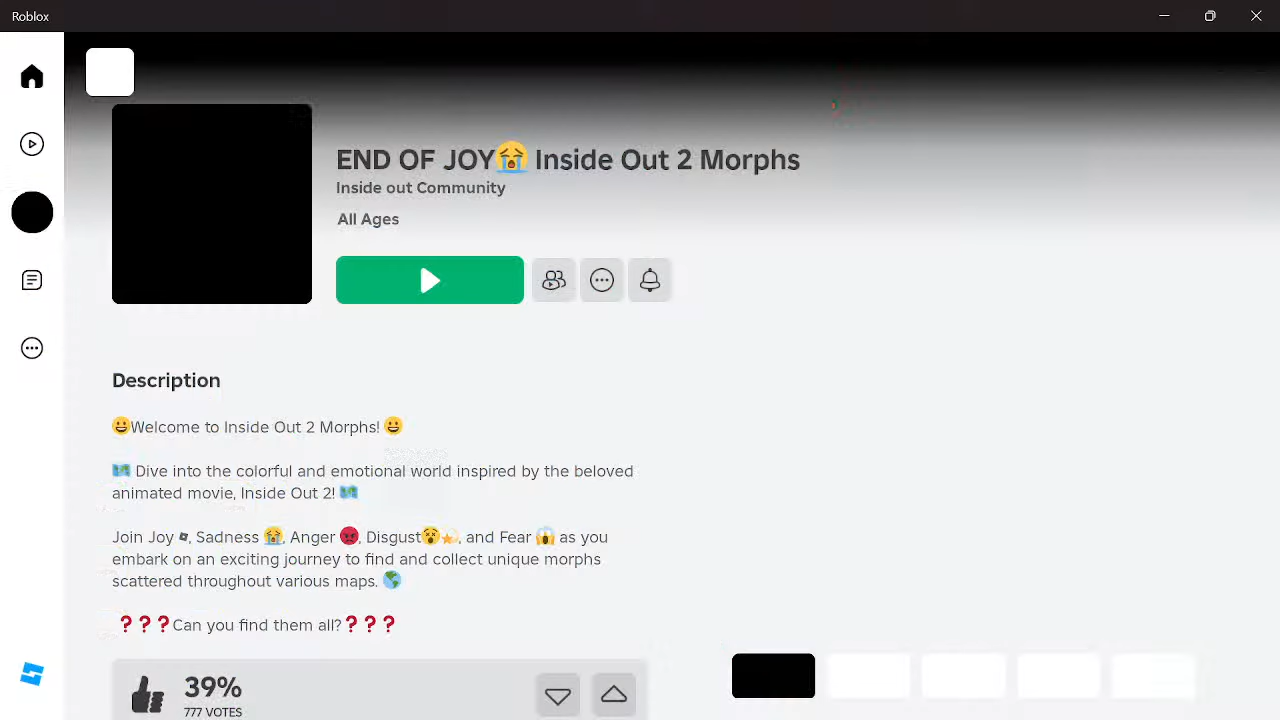 Roblox
END OF JOY😭 Inside Out 2 Morphs
Inside out Community
All Ages
Description
😀Welcome to Inside Out 2 Morphs! 😀
🗺️ Dive into the colorful and emotional world inspired by the beloved
animated movie, Inside Out 2! 🗺️
Join Joy , Sadness 😭, Anger 😡, Disgust😵💫, and Fear 😱 as you
embark on an exciting journey to find and collect unique morphs
scattered throughout various maps. 🌎
❓❓❓Can you find them all?❓❓❓
39%
777 VOTES